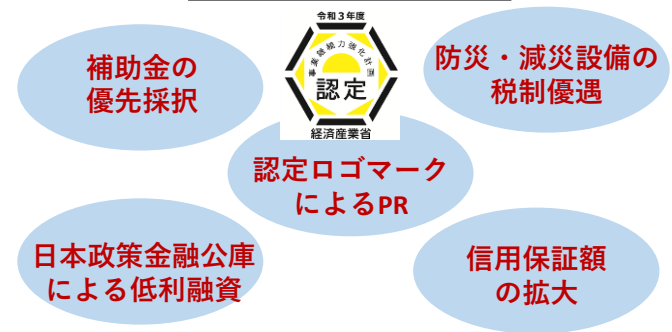 令和3年度
事業継続力強化計画
認定
経済産業省
補助金の
優先採択
防災・減災設備の
税制優遇
認定ロゴマーク
によるPR
日本政策金融公庫
による低利融資
信用保証額
の拡大